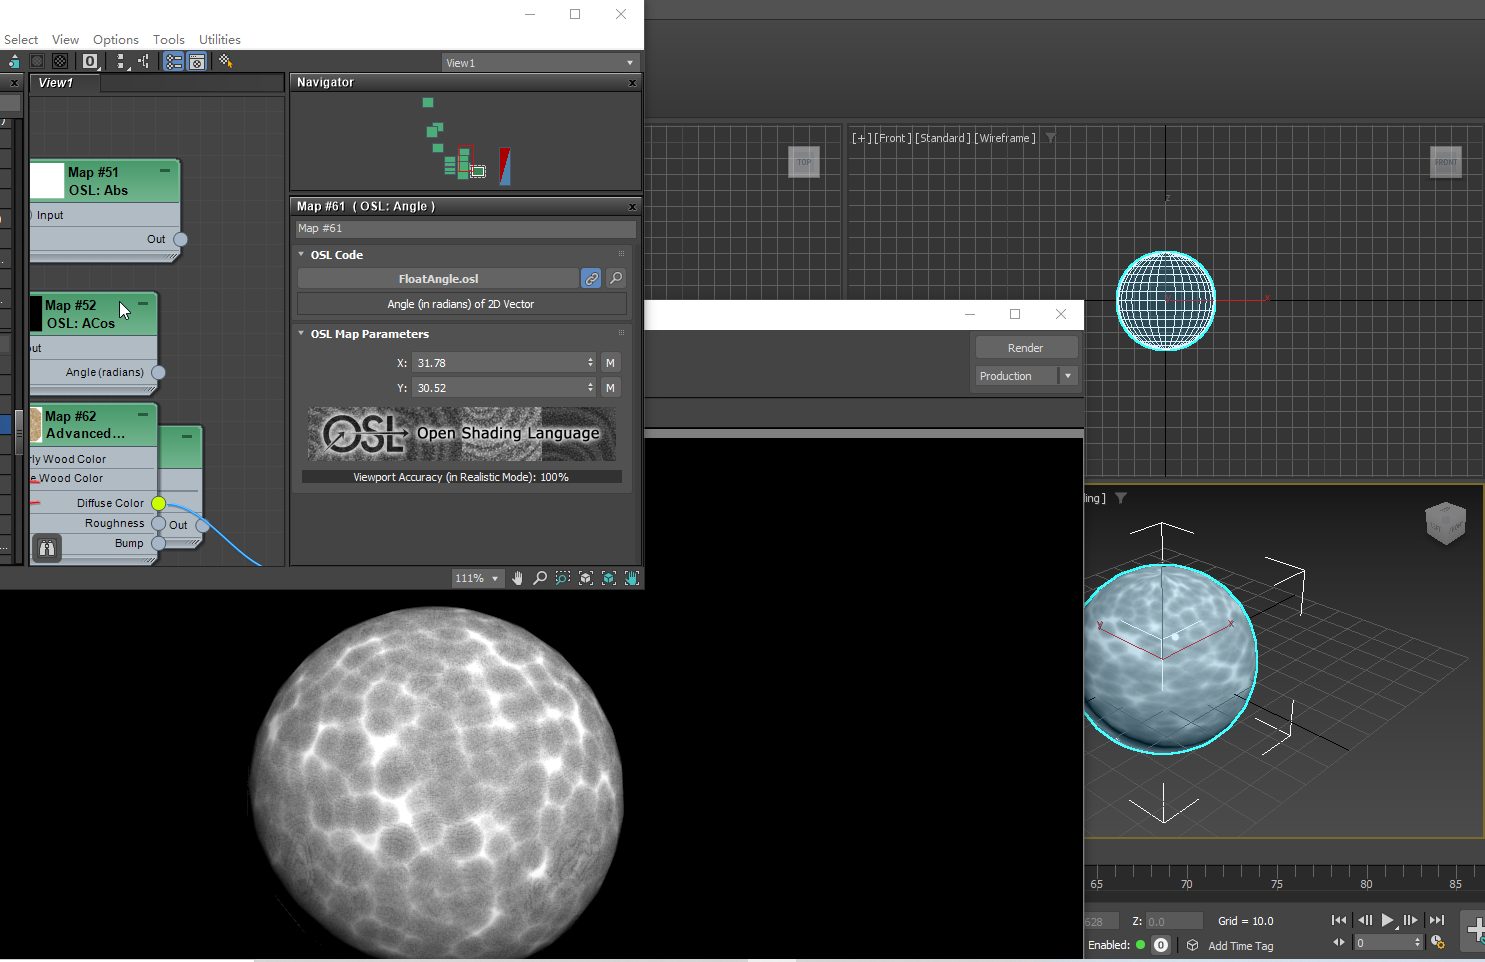 Select View Options Tools Utilities
0
View1
View1
Navigator
Map #51
OSL: Abs
Input
Out
Map #52
OSL: ACos
Angle (radians)
Map #62
Advanced...
rly Wood Color
e Wood Color
Diffuse Color
Roughness
Out
Bump
Map #61 ( OSL: Angle )
Map #61
OSL Code
FloatAngle.osl
Angle (in radians) of 2D Vector
OSL Map Parameters
X: 31.78 M
Y: 30.52 M
OSL Open Shading Language
Viewport Accuracy (in Realistic Mode): 100%
111%
Render
Production
TOP
[+] [Front ] [Standard ] [Wireframe ]
FRONT
z
x
ling ]
y
x
65 70 75 80 85
628 Z: 0.0 Grid = 10.0
Enabled: 0 Add Time Tag
0